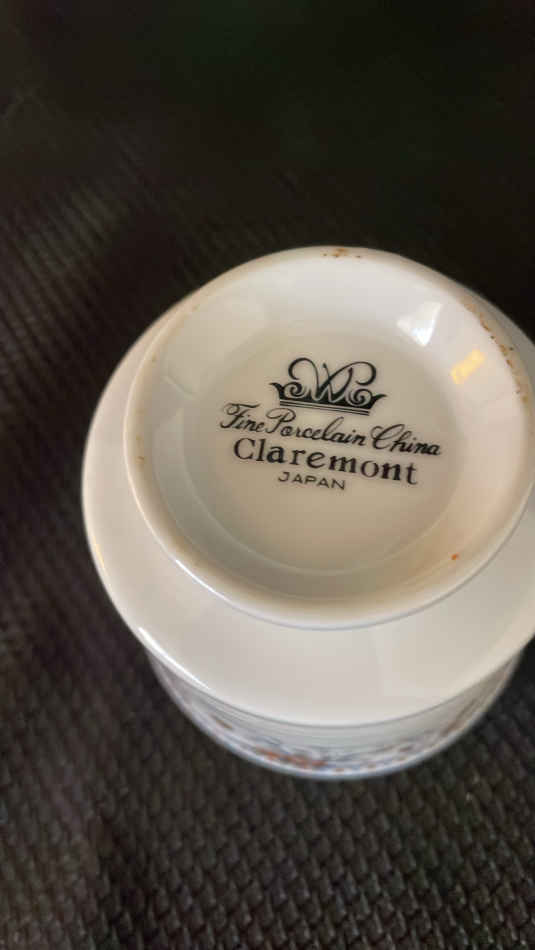 W
Fine Porcelain China
Claremont
JAPAN